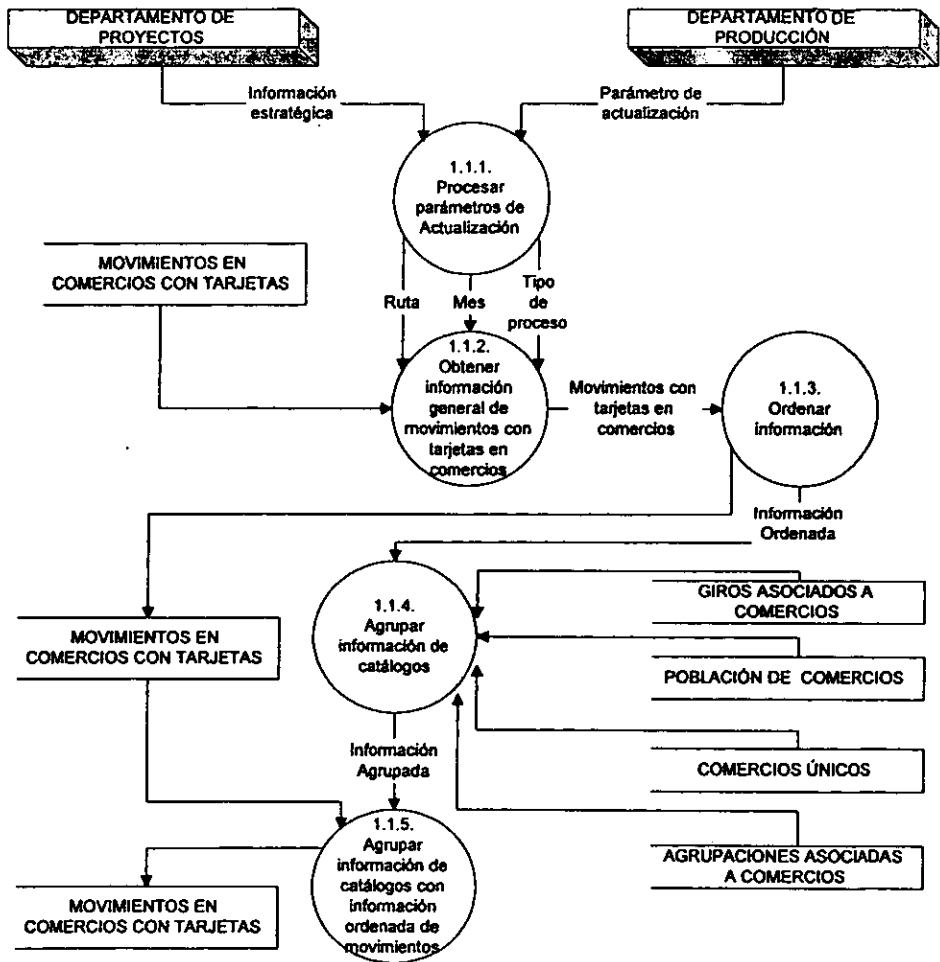 DEPARTAMENTO DE
PROYECTOS
DEPARTAMENTO DE
PRODUCCIÓN
Información
estratégica
Parámetro de
actualización
1.1.1.
Procesar
parámetros de
Actualización
MOVIMIENTOS EN
COMERCIOS CON TARJETAS
Ruta
Mes
Tipo
de
proceso
1.1.2.
Obtener
información
general de
movimientos con
tarjetas en
comercios
Movimientos con
tarjetas en
comercios
1.1.3.
Ordenar
información
Información
Ordenada
1.1.4.
Agrupar
información de
catálogos
GIROS ASOCIADOS A
COMERCIOS
MOVIMIENTOS EN
COMERCIOS CON TARJETAS
POBLACIÓN DE COMERCIOS
Información
Agrupada
COMERCIOS ÚNICOS
1.1.5.
Agrupar
información de
catálogos con
información
ordenada de
movimientos
AGRUPACIONES ASOCIADAS
A COMERCIOS
MOVIMIENTOS EN
COMERCIOS CON TARJETAS